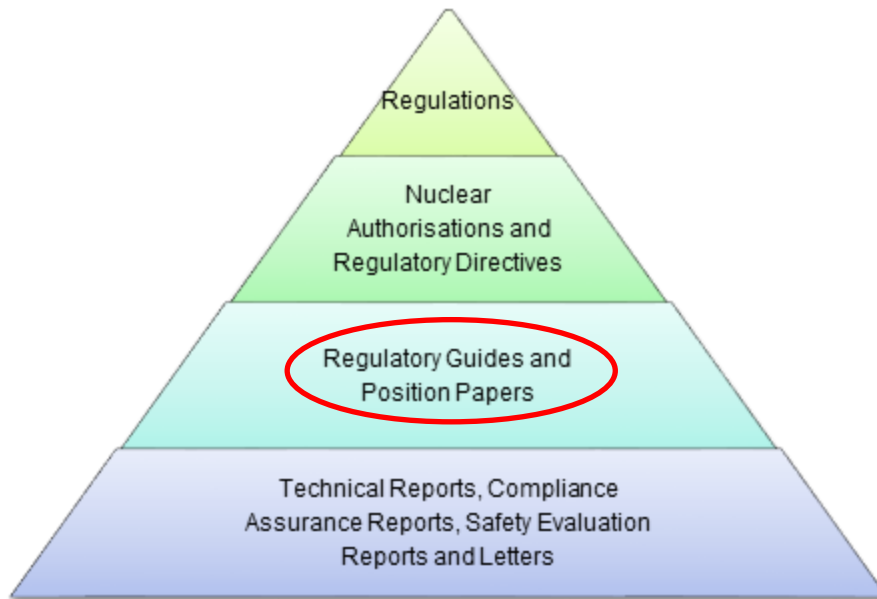 Regulations
Nuclear
Authorisations and
Regulatory Directives
Regulatory Guides and
Position Papers
Technical Reports, Compliance
Assurance Reports, Safety Evaluation
Reports and Letters